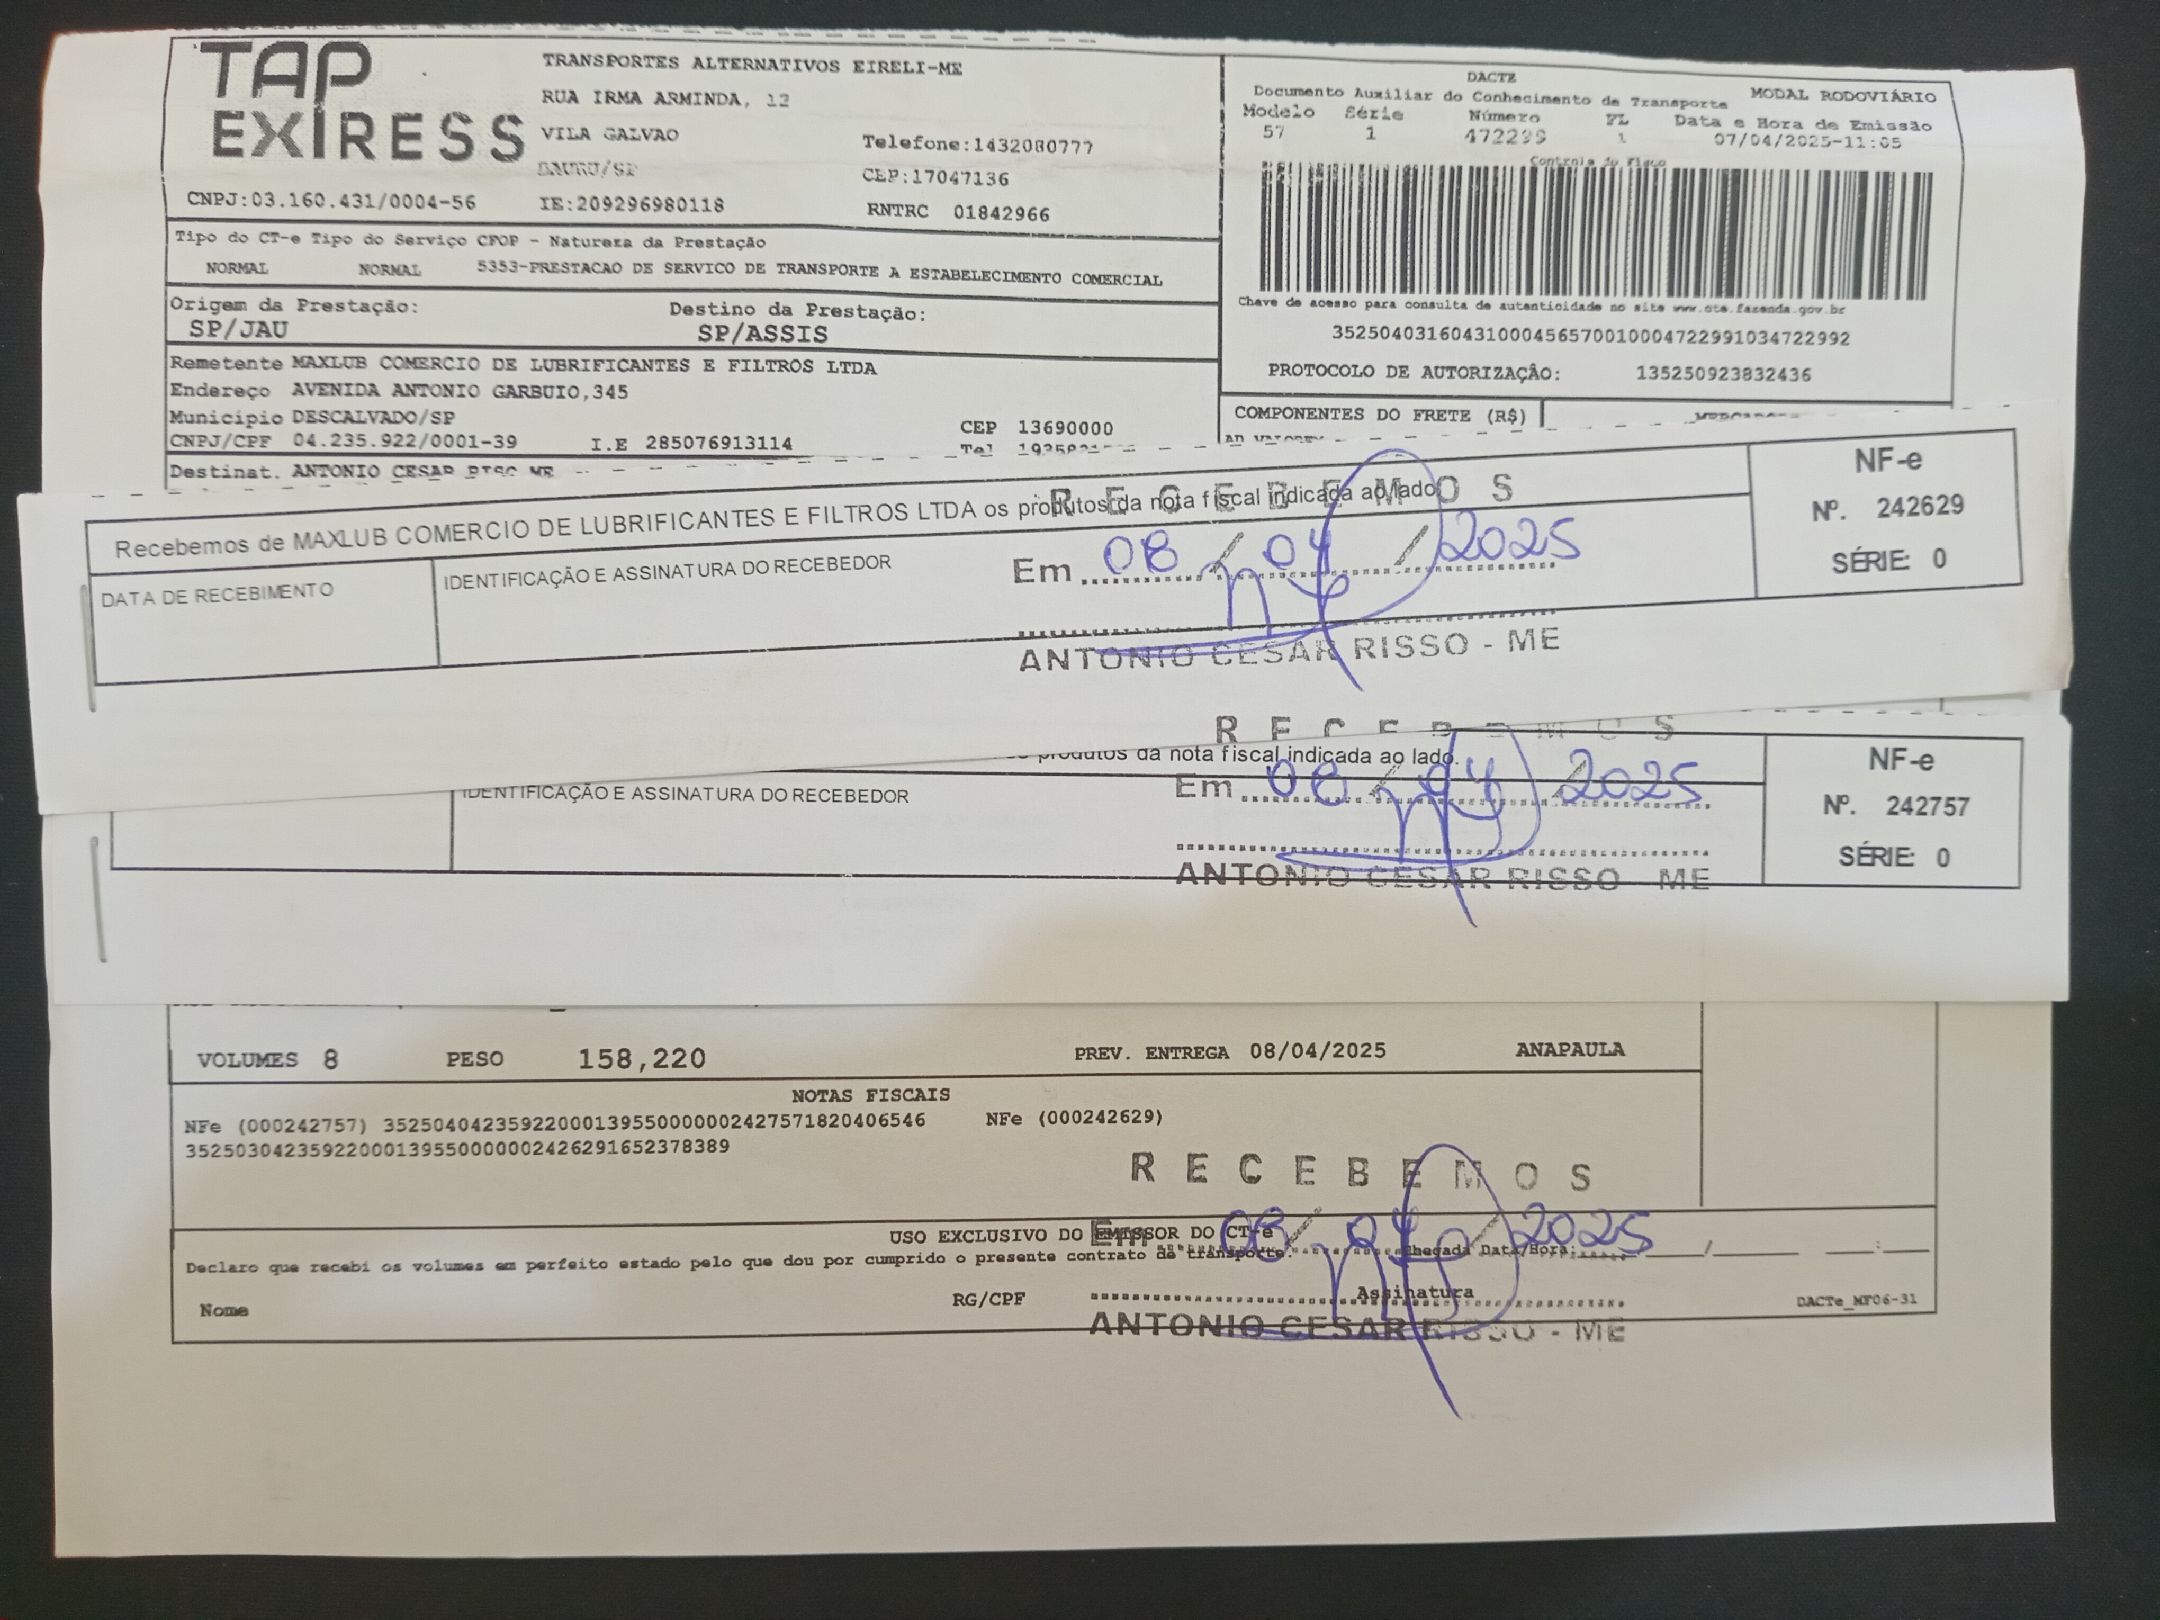 TAP
EXPRESS
TRANSPORTES ALTERNATIVOS EIRELI-ME
RUA IRMA ARMINDA, 12
VILA GALVAO
BAURU/SP
Telefone:1432080777
CEP:17047136
CNPJ:03.160.431/0004-56 IE:209296980118 RNTRC 01842966
DACTE
Documento Auxiliar do Conhecimento de Transporte MODAL RODOVIÁRIO
Modelo Série Número FL Data e Hora de Emissão
57 1 472299 1 07/04/2025-11:05
Controle do Fisco
Chave de acesso para consulta de autenticidade no site www.cte.fazenda.gov.br
35250403160431000456570010004722991034722992
PROTOCOLO DE AUTORIZAÇÃO: 135250923832436
Tipo do CT-e Tipo do Serviço CFOP - Natureza da Prestação
NORMAL NORMAL 5353-PRESTACAO DE SERVICO DE TRANSPORTE A ESTABELECIMENTO COMERCIAL
Origem da Prestação: Destino da Prestação:
SP/JAU SP/ASSIS
Remetente MAXLUB COMERCIO DE LUBRIFICANTES E FILTROS LTDA
Endereço AVENIDA ANTONIO GARBUIO,345
Município DESCALVADO/SP CEP 13690000
CNPJ/CPF 04.235.922/0001-39 I.E 285076913114 Tel
Destinat. ANTONIO CESAR
COMPONENTES DO FRETE (R$)
AD VALOREM
Recebemos de MAXLUB COMERCIO DE LUBRIFICANTES E FILTROS LTDA os produtos da nota fiscal indicada ao lado
DATA DE RECEBIMENTO IDENTIFICAÇÃO E ASSINATURA DO RECEBEDOR
RECEBEMOS
Em 08/04/2025
ANTONIO CESAR RISSO - ME
NF-e
Nº. 242629
SÉRIE: 0
produtos da nota fiscal indicada ao lado.
IDENTIFICAÇÃO E ASSINATURA DO RECEBEDOR
RECEBEMOS
Em 08/04/2025
ANTONIO CESAR RISSO ME
NF-e
Nº. 242757
SÉRIE: 0
VOLUMES 8 PESO 158,220 PREV. ENTREGA 08/04/2025 ANAPAULA
NOTAS FISCAIS
NFe (000242757) 35250404235922000139550000002427571820406546 NFe (000242629)
35250304235922000139550000002426291652378389
RECEBEMOS
Em 08/04/2025
ANTONIO CESAR RISSO - ME
USO EXCLUSIVO DO EMISSOR DO CT-e
Declaro que recebi os volumes em perfeito estado pelo que dou por cumprido o presente contrato de transporte. Chegada Data/Hora: / :
Nome RG/CPF Assinatura DACTe_MF06-31